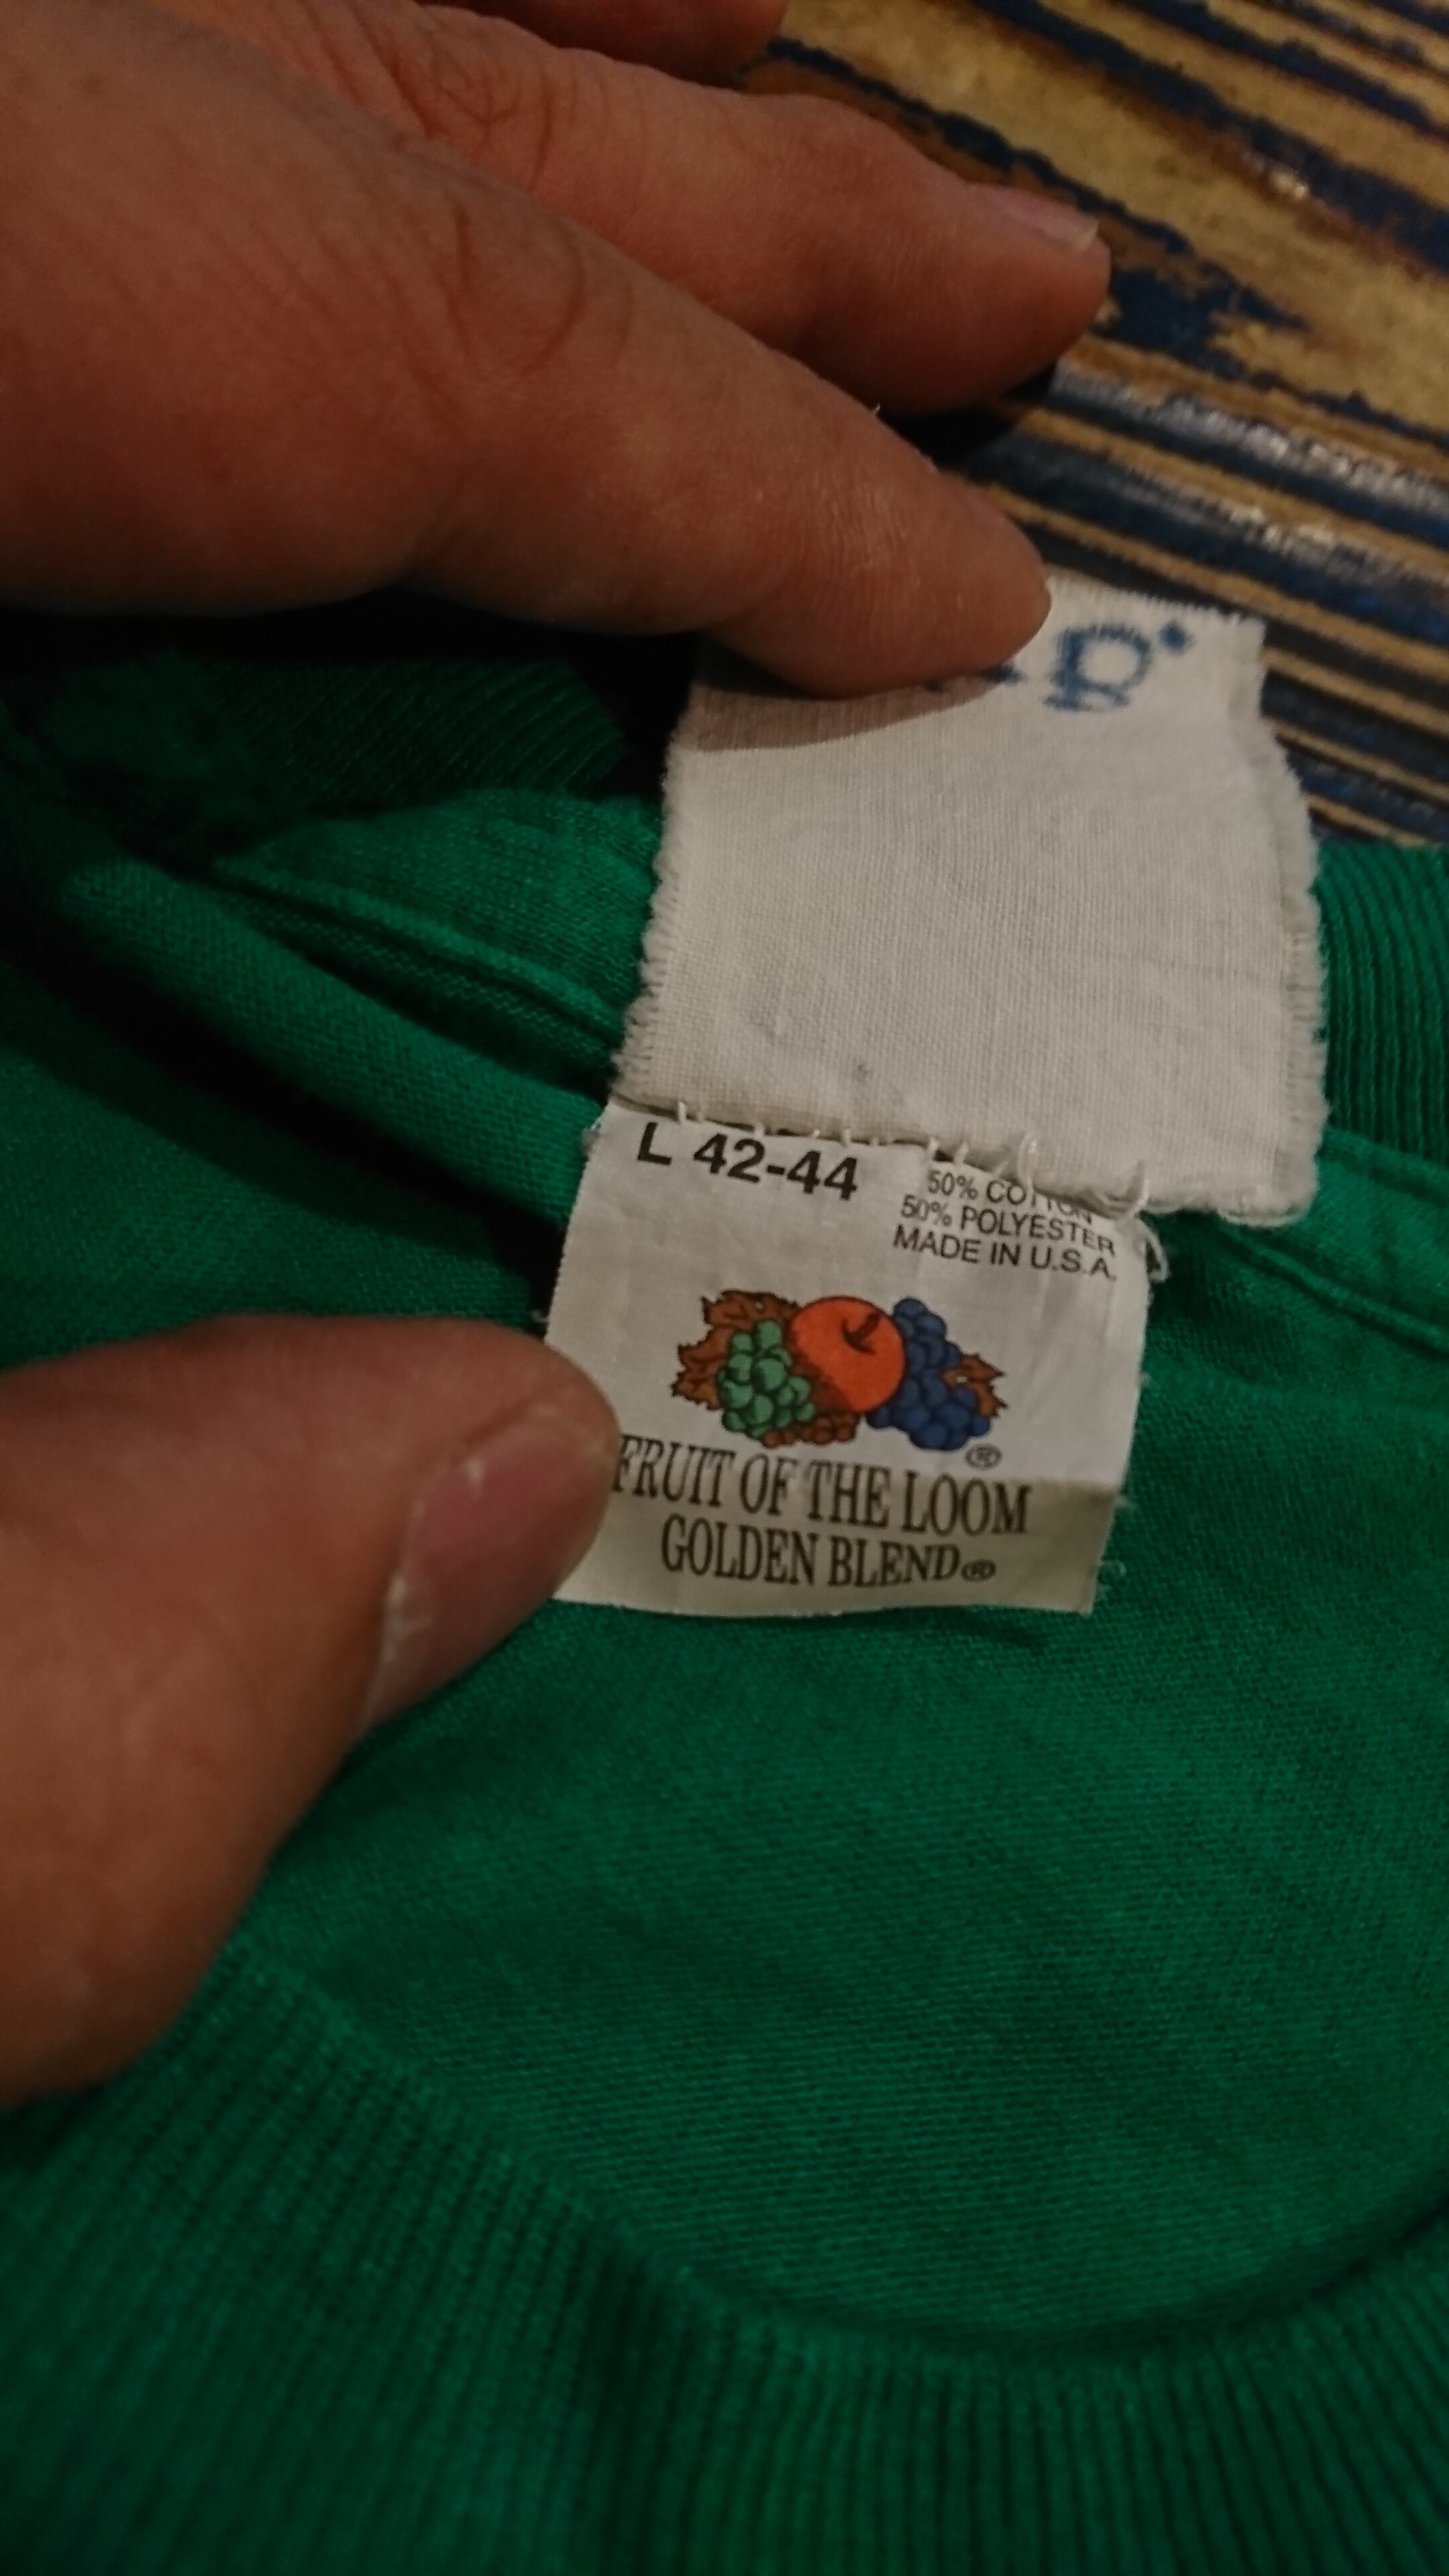 L 42-44
50% COTTON
50% POLYESTER
MADE IN U.S.A.
®
FRUIT OF THE LOOM
GOLDEN BLEND®